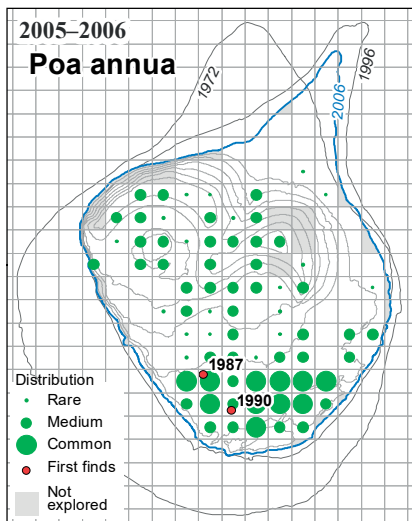 2005–2006
Poa annua
1972
1996
2006
1987
1990
Distribution
Rare
Medium
Common
First finds
Not
explored